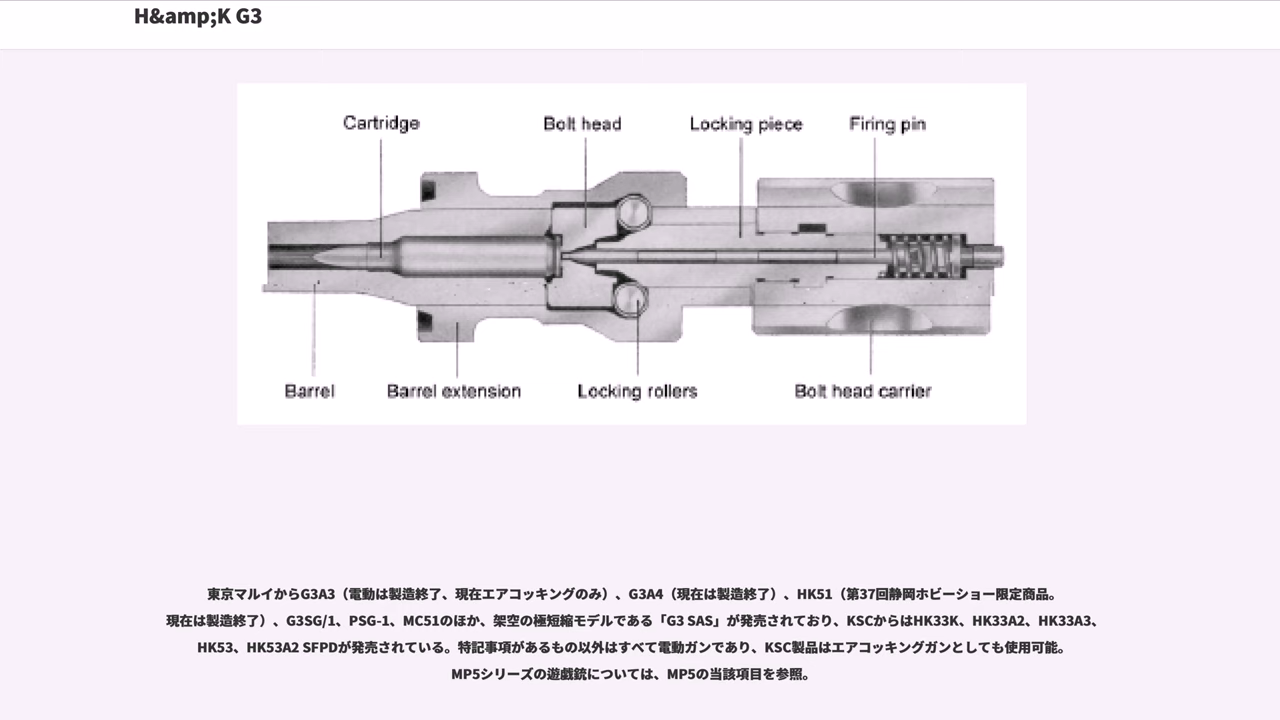 H&amp;K G3
Cartridge
Bolt head
Locking piece
Firing pin
Barrel
Barrel extension
Locking rollers
Bolt head carrier
東京マルイからG3A3（電動は製造終了、現在エアコッキングのみ）、G3A4（現在は製造終了）、HK51（第37回静岡ホビーショー限定商品。
現在は製造終了）、G3SG/1、PSG-1、MC51のほか、架空の極短縮モデルである「G3 SAS」が発売されており、KSCからはHK33K、HK33A2、HK33A3、
HK53、HK53A2 SFPDが発売されている。特記事項があるもの以外はすべて電動ガンであり、KSC製品はエアコッキングガンとしても使用可能。
MP5シリーズの遊戯銃については、MP5の当該項目を参照。